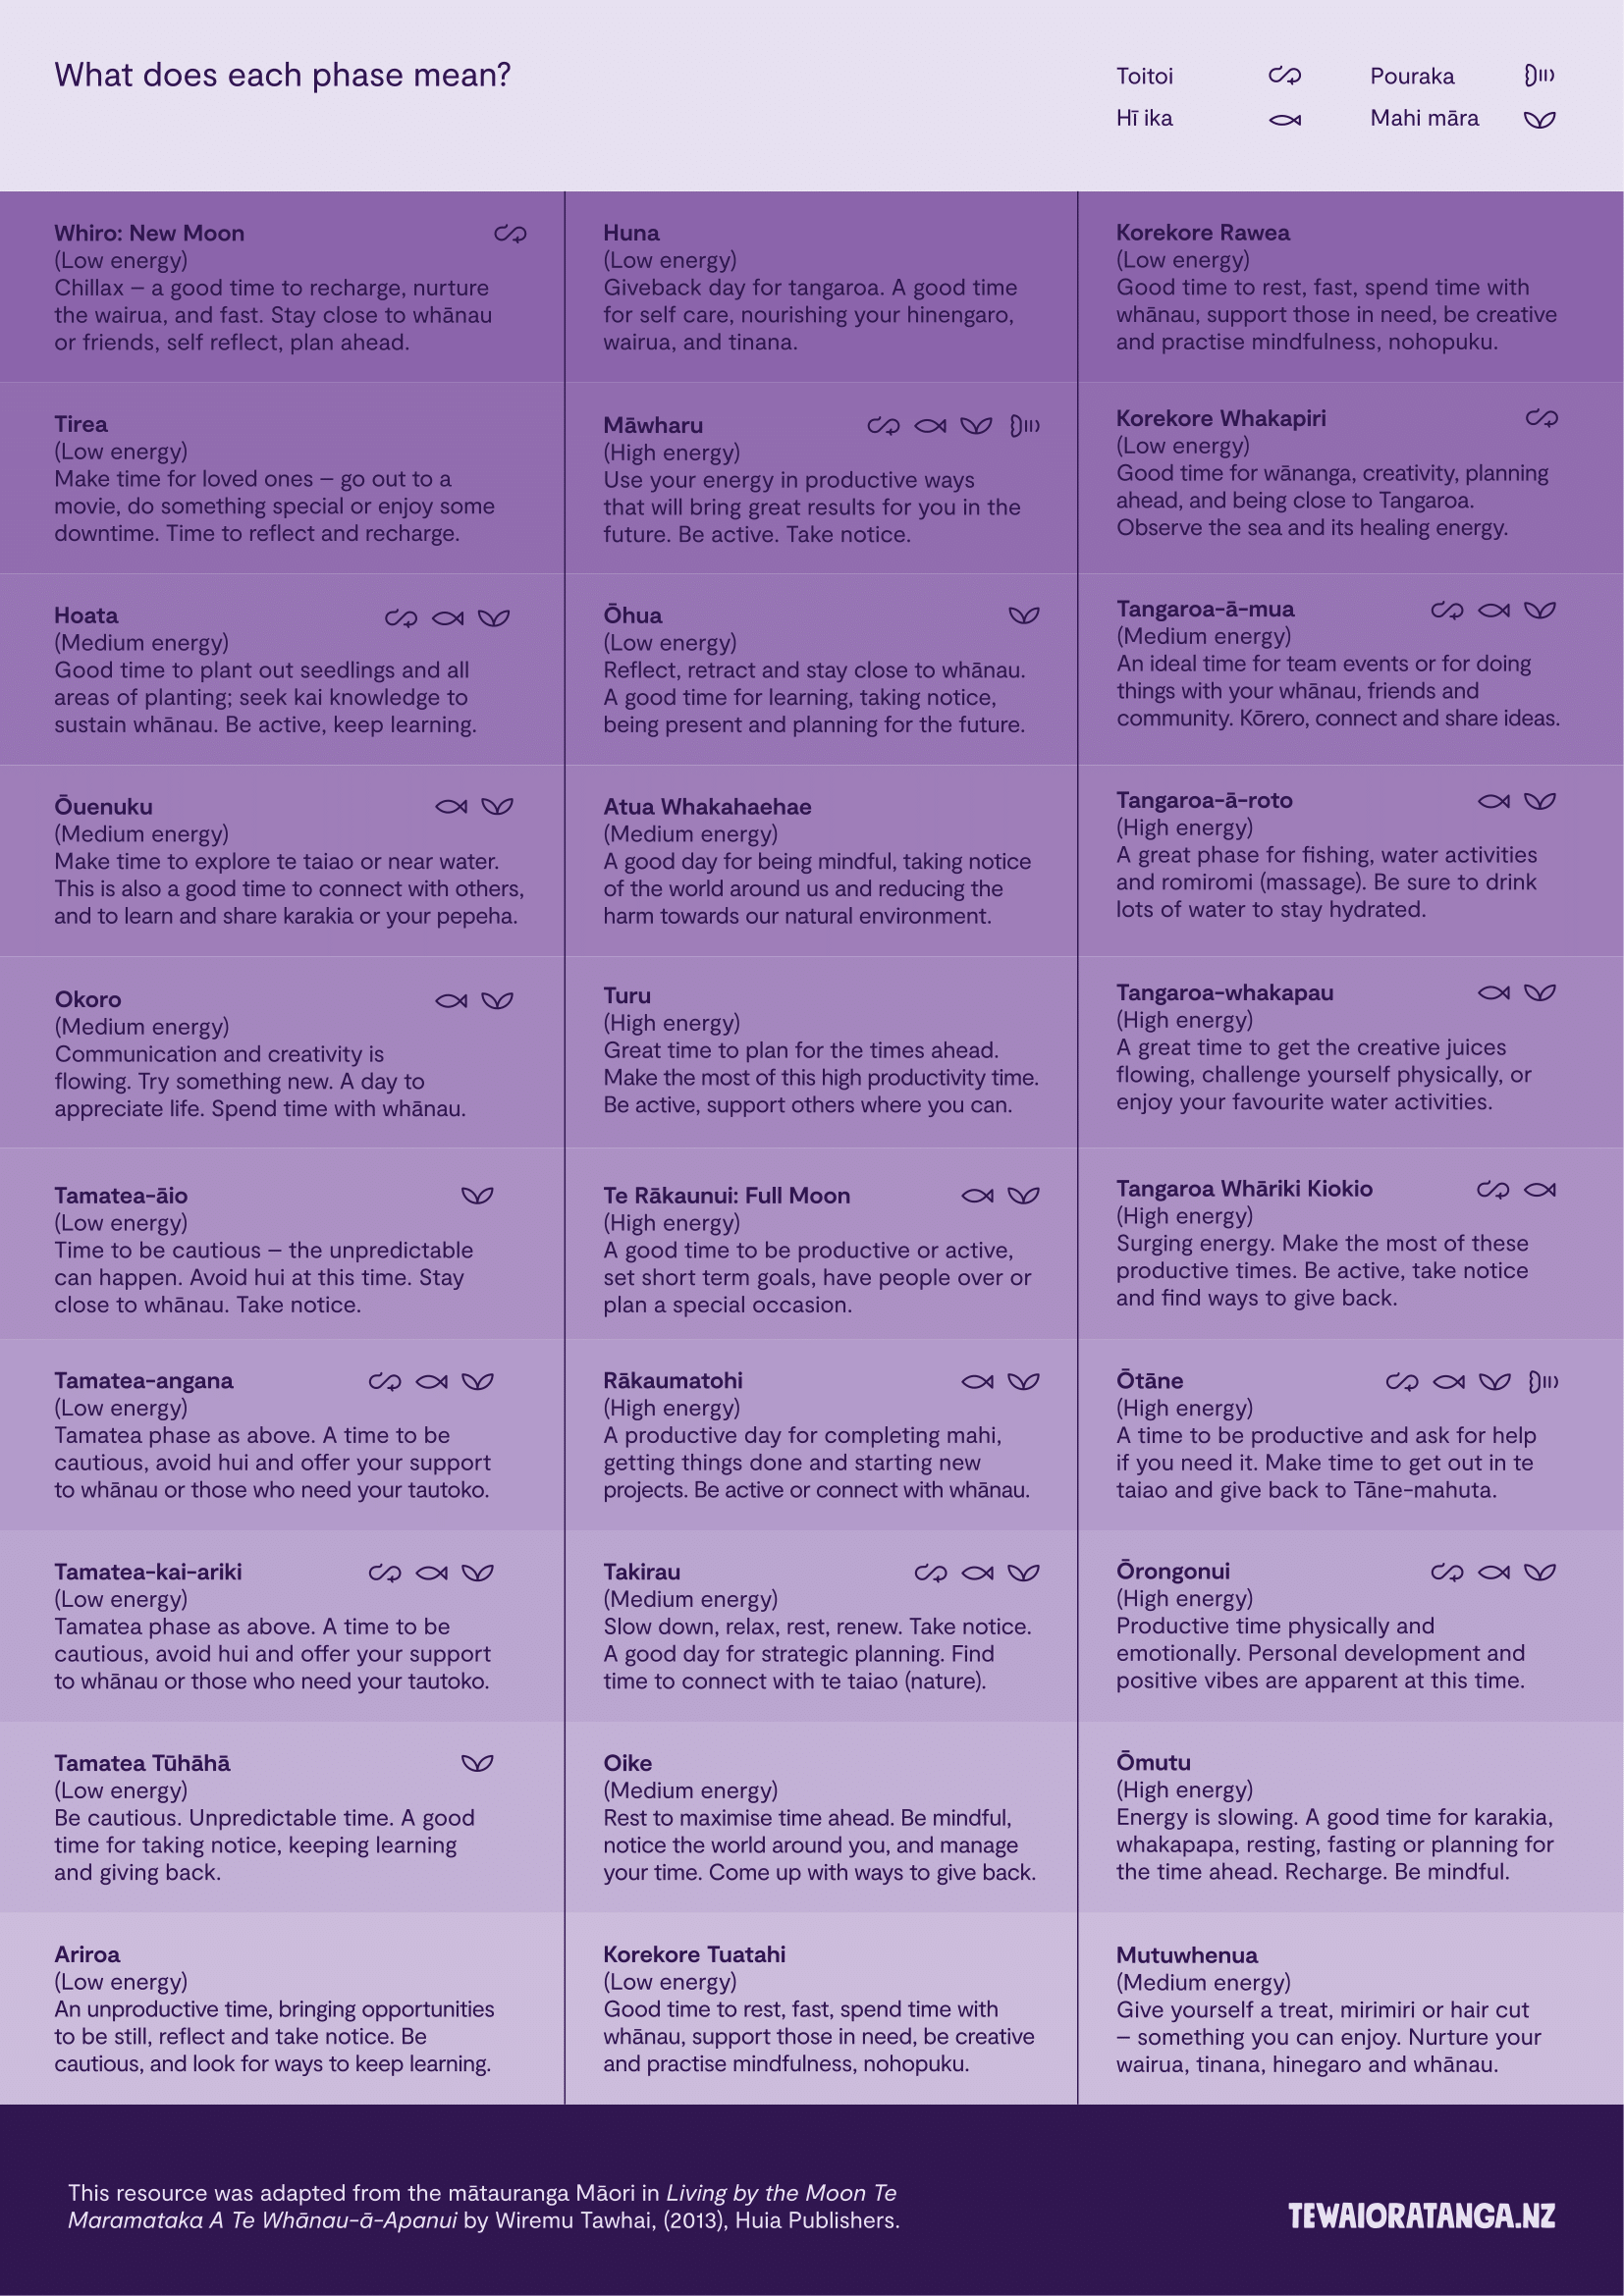 What does each phase mean?
Toitoi
Pouraka
Hī ika
Mahi māra
Whiro: New Moon
(Low energy)
Chillax – a good time to recharge, nurture
the wairua, and fast. Stay close to whānau
or friends, self reflect, plan ahead.
Tirea
(Low energy)
Make time for loved ones – go out to a
movie, do something special or enjoy some
downtime. Time to reflect and recharge.
Hoata
(Medium energy)
Good time to plant out seedlings and all
areas of planting; seek kai knowledge to
sustain whānau. Be active, keep learning.
Ōuenuku
(Medium energy)
Make time to explore te taiao or near water.
This is also a good time to connect with others,
and to learn and share karakia or your pepeha.
Okoro
(Medium energy)
Communication and creativity is
flowing. Try something new. A day to
appreciate life. Spend time with whānau.
Tamatea-āio
(Low energy)
Time to be cautious – the unpredictable
can happen. Avoid hui at this time. Stay
close to whānau. Take notice.
Tamatea-angana
(Low energy)
Tamatea phase as above. A time to be
cautious, avoid hui and offer your support
to whānau or those who need your tautoko.
Tamatea-kai-ariki
(Low energy)
Tamatea phase as above. A time to be
cautious, avoid hui and offer your support
to whānau or those who need your tautoko.
Tamatea Tūhāhā
(Low energy)
Be cautious. Unpredictable time. A good
time for taking notice, keeping learning
and giving back.
Ariroa
(Low energy)
An unproductive time, bringing opportunities
to be still, reflect and take notice. Be
cautious, and look for ways to keep learning.
Huna
(Low energy)
Giveback day for tangaroa. A good time
for self care, nourishing your hinengaro,
wairua, and tinana.
Māwharu
(High energy)
Use your energy in productive ways
that will bring great results for you in the
future. Be active. Take notice.
Ōhua
(Low energy)
Reflect, retract and stay close to whānau.
A good time for learning, taking notice,
being present and planning for the future.
Atua Whakahaehae
(Medium energy)
A good day for being mindful, taking notice
of the world around us and reducing the
harm towards our natural environment.
Turu
(High energy)
Great time to plan for the times ahead.
Make the most of this high productivity time.
Be active, support others where you can.
Te Rākaunui: Full Moon
(High energy)
A good time to be productive or active,
set short term goals, have people over or
plan a special occasion.
Rākaumatohi
(High energy)
A productive day for completing mahi,
getting things done and starting new
projects. Be active or connect with whānau.
Takirau
(Medium energy)
Slow down, relax, rest, renew. Take notice.
A good day for strategic planning. Find
time to connect with te taiao (nature).
Oike
(Medium energy)
Rest to maximise time ahead. Be mindful,
notice the world around you, and manage
your time. Come up with ways to give back.
Korekore Tuatahi
(Low energy)
Good time to rest, fast, spend time with
whānau, support those in need, be creative
and practise mindfulness, nohopuku.
Korekore Rawea
(Low energy)
Good time to rest, fast, spend time with
whānau, support those in need, be creative
and practise mindfulness, nohopuku.
Korekore Whakapiri
(Low energy)
Good time for wānanga, creativity, planning
ahead, and being close to Tangaroa.
Observe the sea and its healing energy.
Tangaroa-ā-mua
(Medium energy)
An ideal time for team events or for doing
things with your whānau, friends and
community. Kōrero, connect and share ideas.
Tangaroa-ā-roto
(High energy)
A great phase for fishing, water activities
and romiromi (massage). Be sure to drink
lots of water to stay hydrated.
Tangaroa-whakapau
(High energy)
A great time to get the creative juices
flowing, challenge yourself physically, or
enjoy your favourite water activities.
Tangaroa Whāriki Kiokio
(High energy)
Surging energy. Make the most of these
productive times. Be active, take notice
and find ways to give back.
Ōtāne
(High energy)
A time to be productive and ask for help
if you need it. Make time to get out in te
taiao and give back to Tāne-mahuta.
Ōrongonui
(High energy)
Productive time physically and
emotionally. Personal development and
positive vibes are apparent at this time.
Ōmutu
(High energy)
Energy is slowing. A good time for karakia,
whakapapa, resting, fasting or planning for
the time ahead. Recharge. Be mindful.
Mutuwhenua
(Medium energy)
Give yourself a treat, mirimiri or hair cut
– something you can enjoy. Nurture your
wairua, tinana, hinegaro and whānau.
This resource was adapted from the mātauranga Māori in Living by the Moon Te
Maramataka A Te Whānau-ā-Apanui by Wiremu Tawhai, (2013), Huia Publishers.
TEWAIORATANGA.NZ